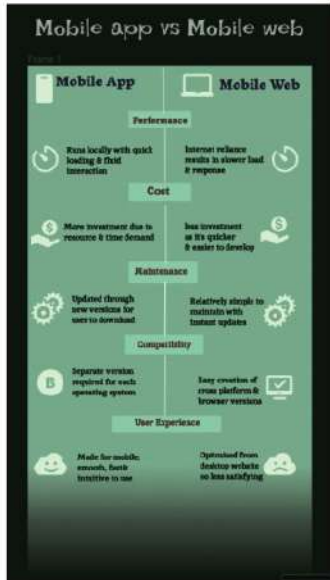 Mobile app vs Mobile web
Frame 1
Mobile App
Mobile Web
Performance
Runs locally with quick
loading & fluid
interaction
Internet reliance
results in slower load
& response
Cost
More investment due to
resource & time demand
less investment
as it's quicker
& easier to develop
Maintenance
Updated through
new versions for
user to download
Relatively simple to
maintain with
instant updates
Compatibility
Separate version
required for each
operating system
Easy creation of
cross platform &
browser versions
User Experience
Made for mobile;
smooth,
intuitive to use
Optimised from
desktop website
so less satisfying